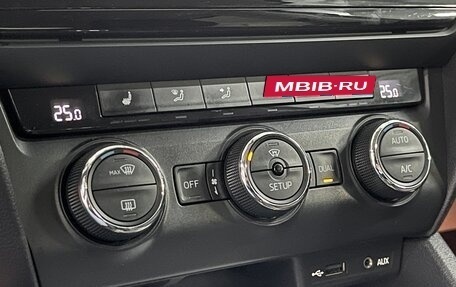 MBIB-RU
25.0
25.0
MAX
OFF
SETUP
DUAL
AUTO
A/C
AUX